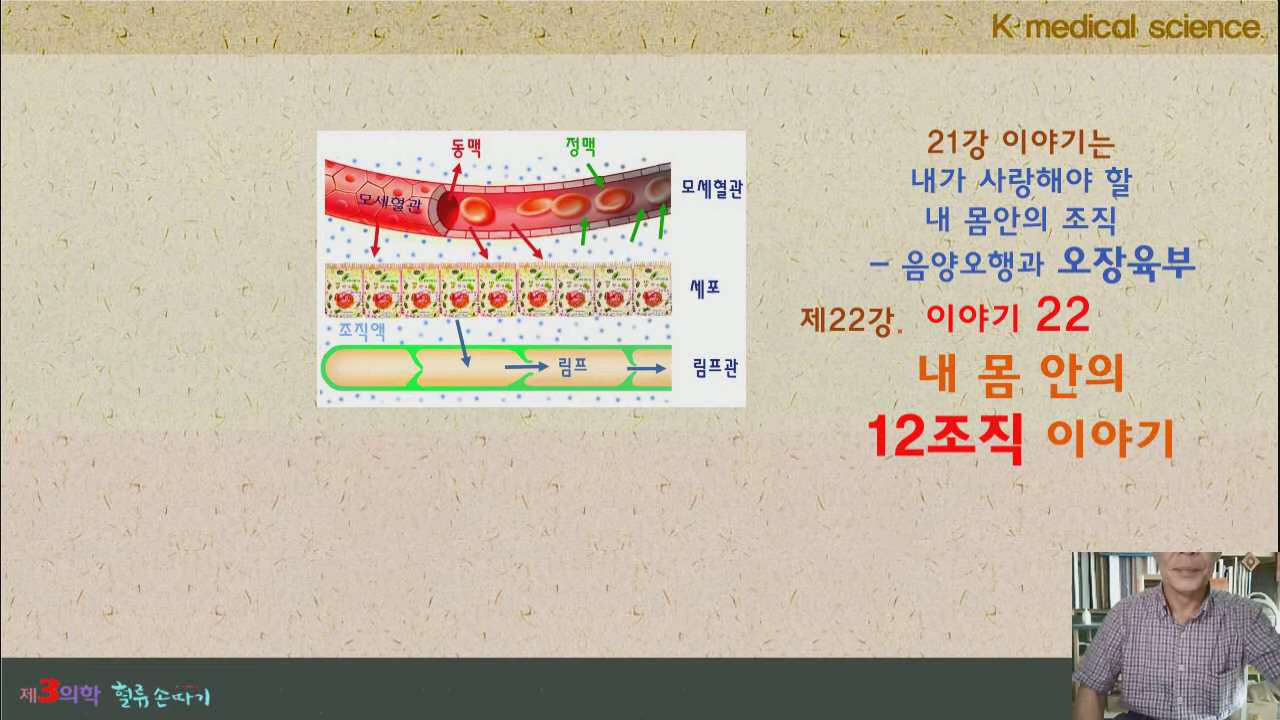 K medical science
동맥
정맥
모세혈관
모세혈관
세포
조직액
림프
림프관
21강 이야기는
내가 사랑해야 할
내 몸안의 조직
- 음양오행과 오장육부
제22강. 이야기 22
내 몸 안의
12조직 이야기
제3의학 혈류 손따기